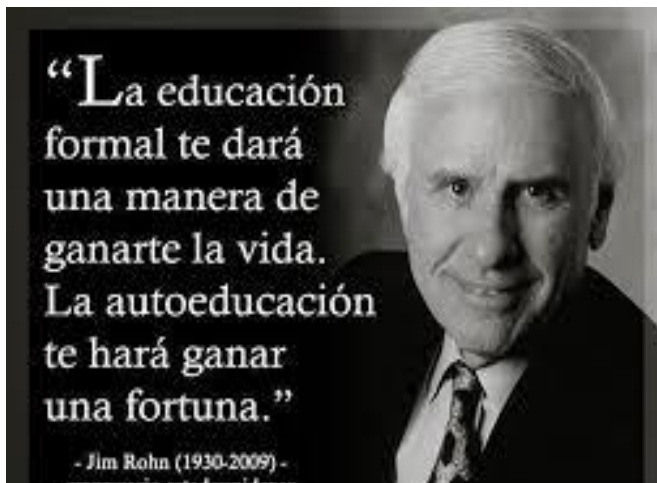 “La educación
formal te dará
una manera de
ganarte la vida.
La autoeducación
te hará ganar
una fortuna.”
- Jim Rohn (1930-2009) -